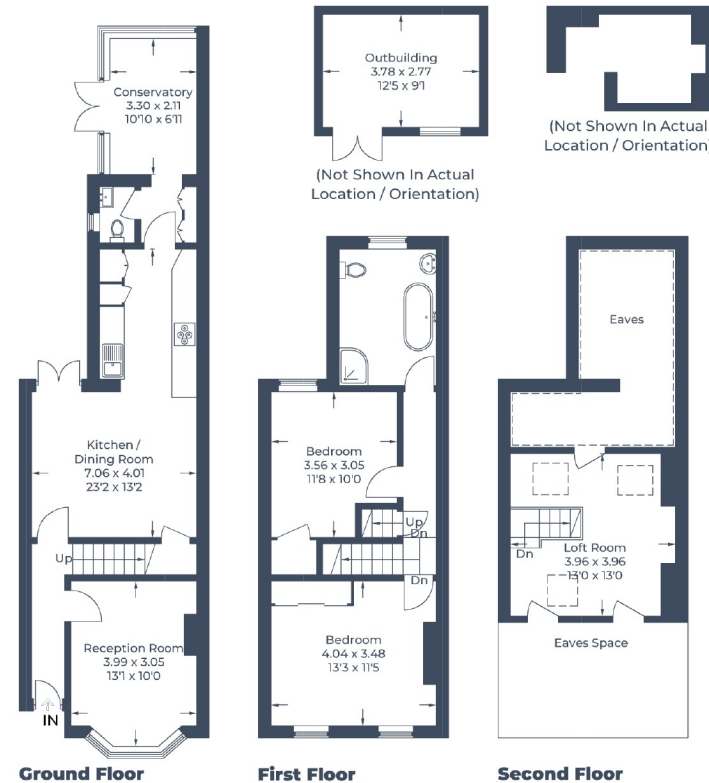 Conservatory
3.30 x 2.11
10'10 x 6'11
Outbuilding
3.78 x 2.77
12'5 x 9'1
(Not Shown In Actual
Location / Orientation)
(Not Shown In Actual
Location / Orientation)
Kitchen /
Dining Room
7.06 x 4.01
23'2 x 13'2
Up
Reception Room
3.99 x 3.05
13'1 x 10'0
IN
Ground Floor
Bedroom
3.56 x 3.05
11'8 x 10'0
Up
Dn
Dn
Bedroom
4.04 x 3.48
13'3 x 11'5
First Floor
Eaves
Dn
Loft Room
3.96 x 3.96
13'0 x 13'0
Eaves Space
Second Floor